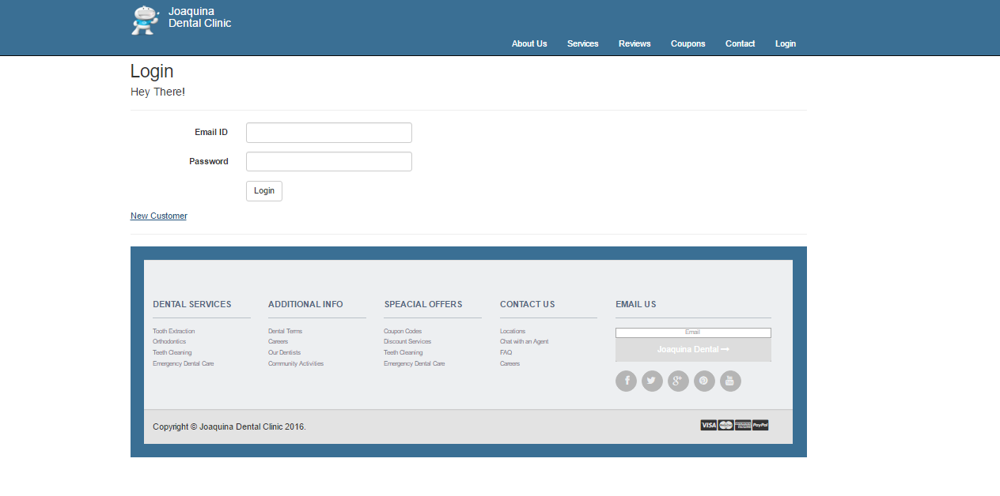 Joaquina
Dental Clinic
About Us Services Reviews Coupons Contact Login
Login
Hey There!
Email ID
Password
Login
New Customer
DENTAL SERVICES
Tooth Extraction
Orthodontics
Teeth Cleaning
Emergency Dental Care
ADDITIONAL INFO
Dental Terms
Careers
Our Dentists
Community Activities
SPEACIAL OFFERS
Coupon Codes
Discount Services
Teeth Cleaning
Emergency Dental Care
CONTACT US
Locations
Chat with an Agent
FAQ
Careers
EMAIL US
Email
Joaquina Dental →
Copyright © Joaquina Dental Clinic 2016.
VISA
PayPal